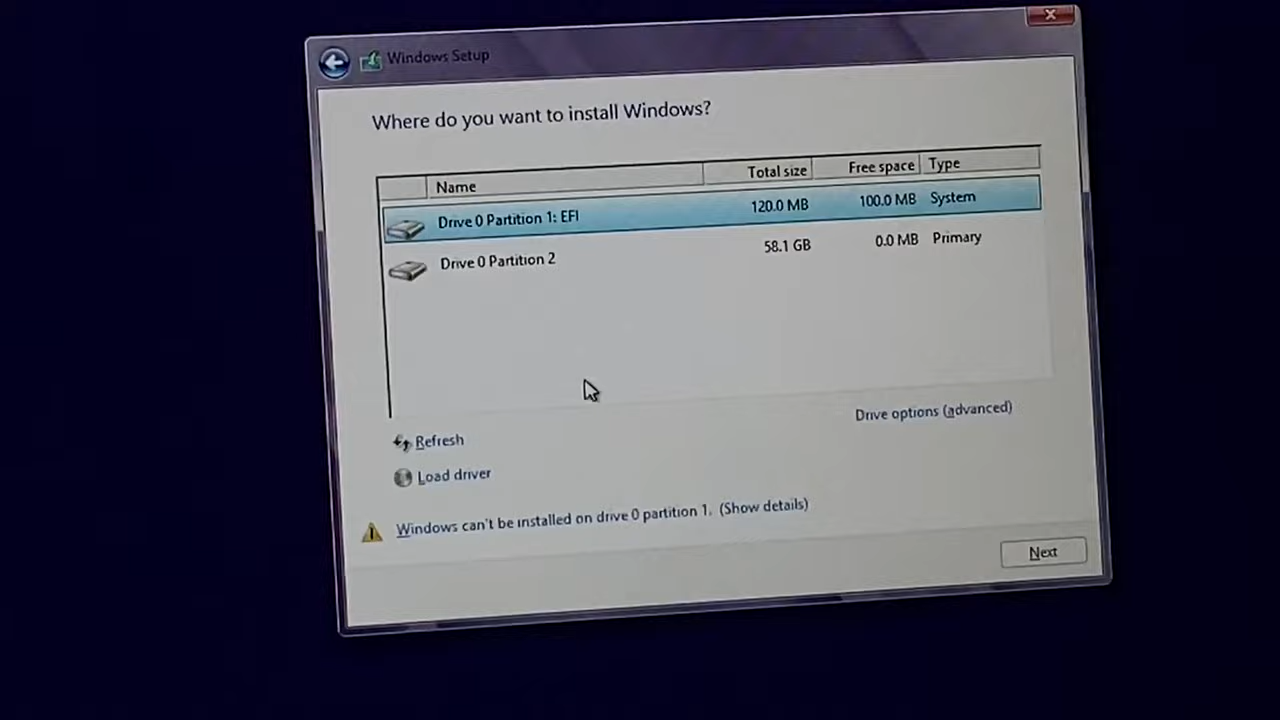 Windows Setup
Where do you want to install Windows?
Name Total size Free space Type
Drive 0 Partition 1: EFI 120.0 MB 100.0 MB System
Drive 0 Partition 2 58.1 GB 0.0 MB Primary
Refresh
Drive options (advanced)
Load driver
Windows can't be installed on drive 0 partition 1. (Show details)
Next